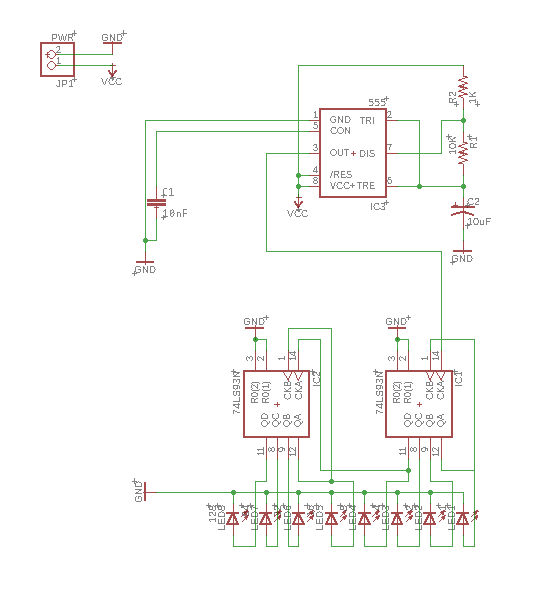 PWR
GND
2
1
JP1
VCC
555
1 GND TRI 2
5 CON
3 OUT DIS 7
4 /RES
8 VCC TRE 6
IC3
VCC
R2
1K
R1
10K
C2
10uF
GND
C1
10nF
GND
GND
GND
3
2
1
14
3
2
1
14
74LS93N
R0(2)
R0(1)
CKB
CKA
IC2
74LS93N
R0(2)
R0(1)
CKB
CKA
IC1
QD
QC
QB
QA
QD
QC
QB
QA
11
8
9
12
11
8
9
12
GND
LED8
LED7
LED6
LED5
LED4
LED3
LED2
LED1